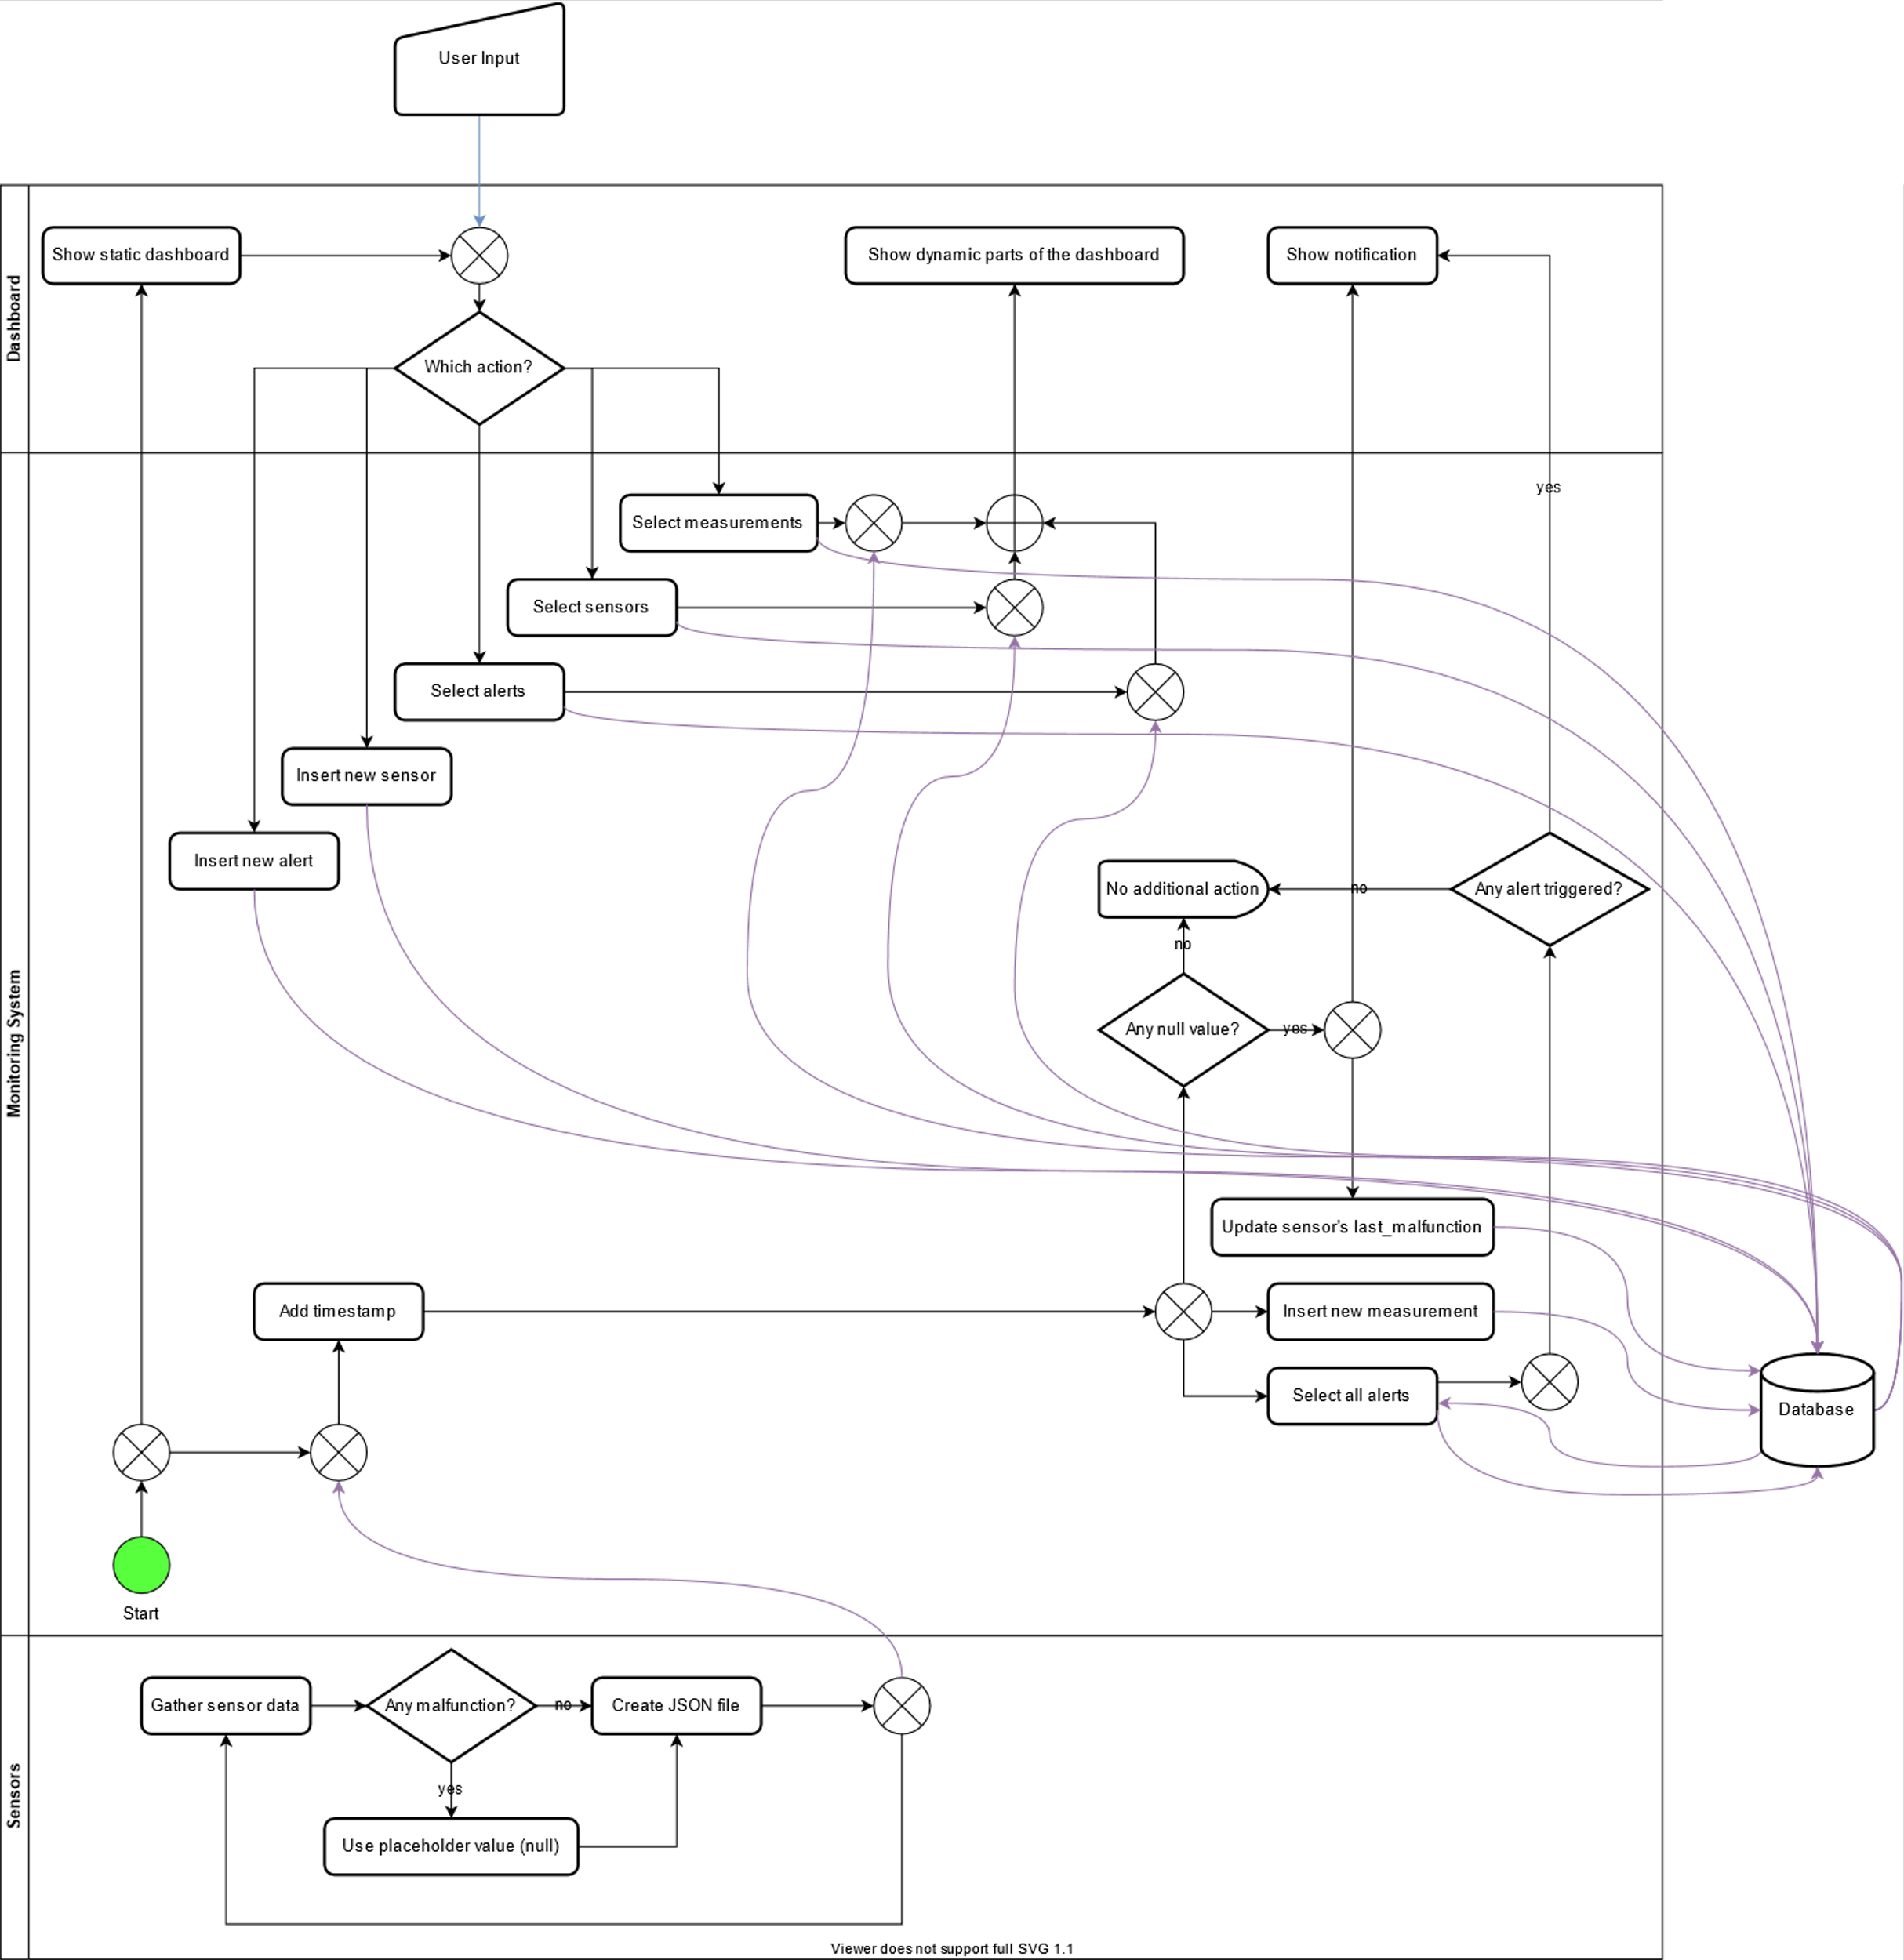 User Input
Dashboard
Show static dashboard
Show dynamic parts of the dashboard
Show notification
Which action?
yes
Monitoring System
Select measurements
Select sensors
Select alerts
Insert new sensor
Insert new alert
No additional action
no
Any alert triggered?
no
Any null value?
yes
Update sensor's last_malfunction
Add timestamp
Insert new measurement
Select all alerts
Database
Start
Sensors
Gather sensor data
Any malfunction?
no
Create JSON file
yes
Use placeholder value (null)
Viewer does not support full SVG 1.1